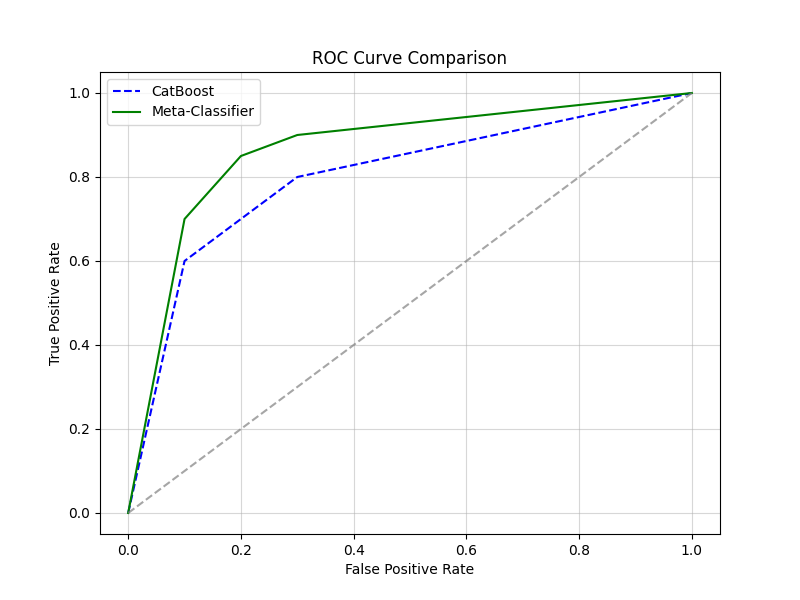 ROC Curve Comparison
CatBoost
Meta-Classifier
True Positive Rate
1.0
0.8
0.6
0.4
0.2
0.0
0.0 0.2 0.4 0.6 0.8 1.0
False Positive Rate